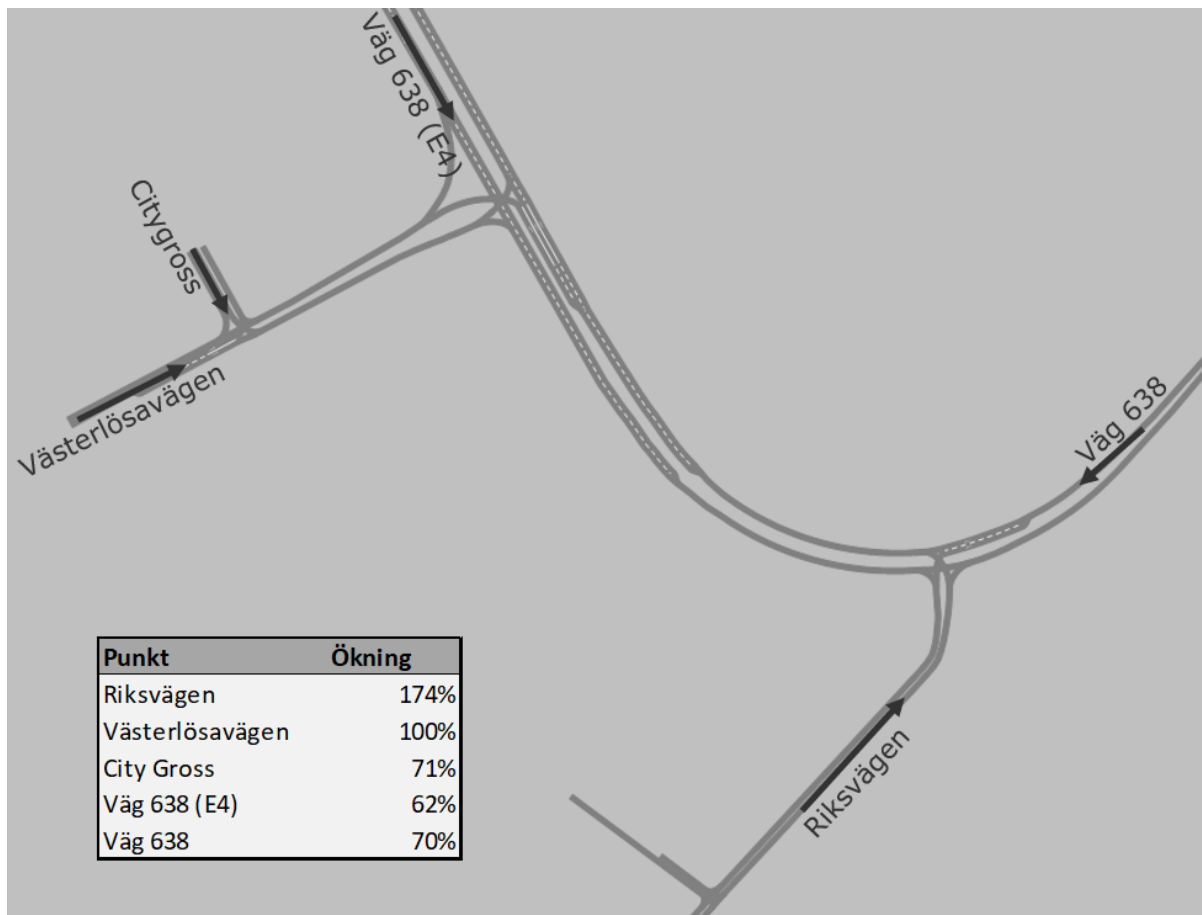 Väg 638 (E4)
Citygross
Västerlösavägen
Väg 638
Riksvägen
Punkt Ökning
Riksvägen 174%
Västerlösavägen 100%
City Gross 71%
Väg 638 (E4) 62%
Väg 638 70%